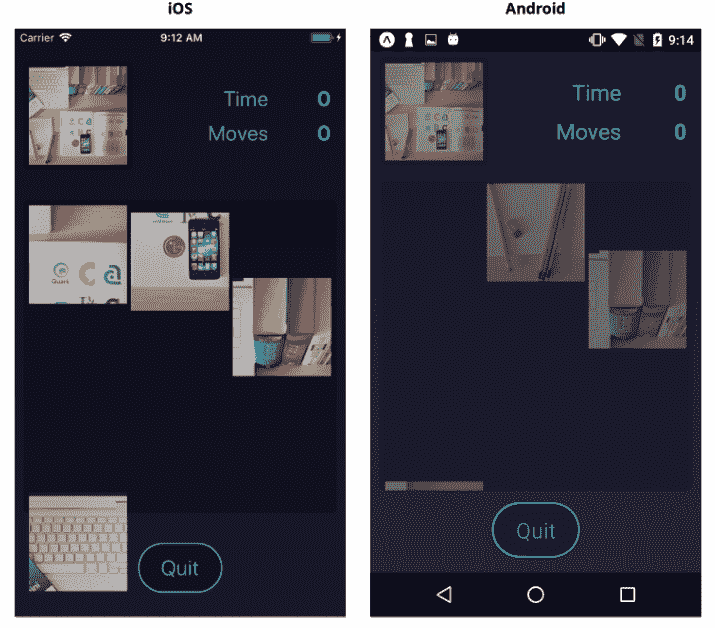 iOS
Android
Carrier 9:12 AM
9:14
Time 0
Moves 0
Time 0
Moves 0
C a
Quit
Quit